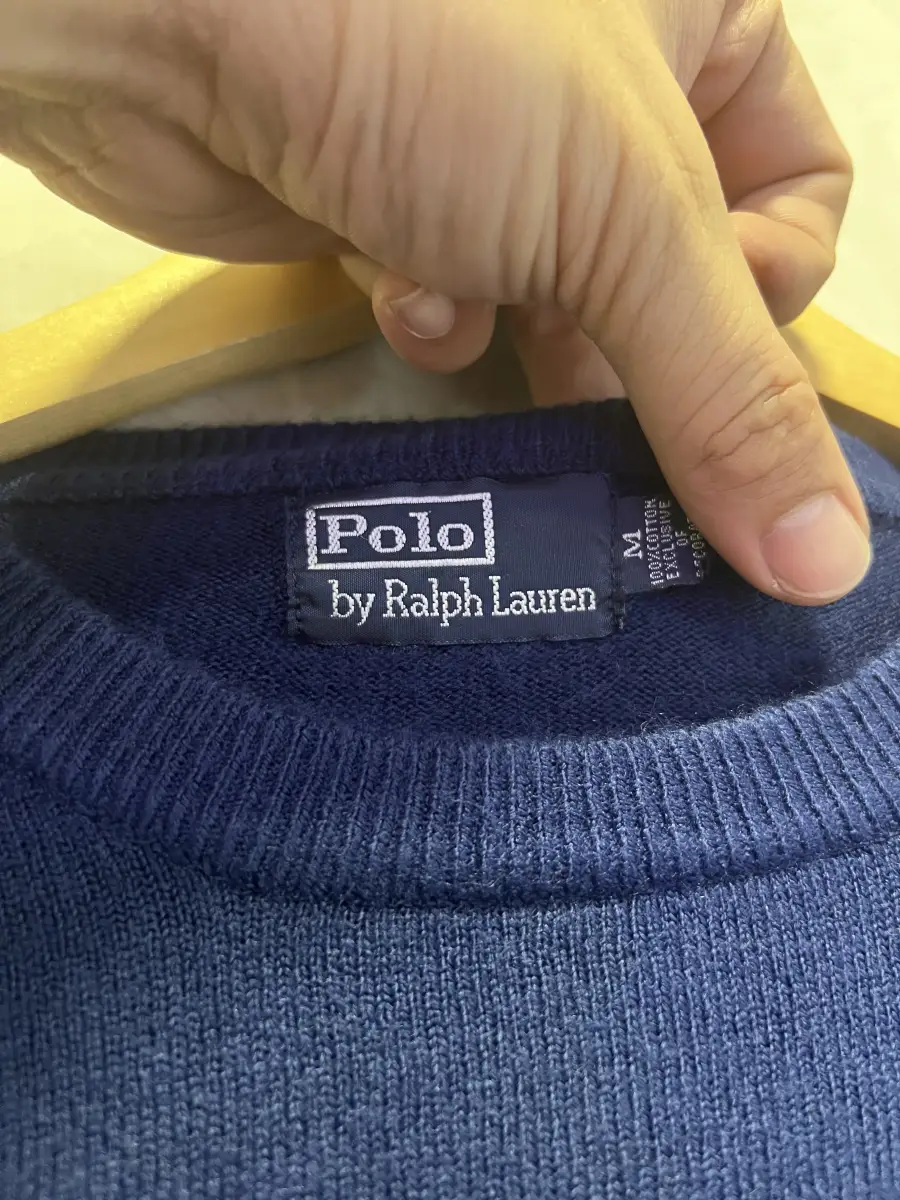 Polo
by Ralph Lauren
M
100%COTTON
EXCLUSIVE
OF